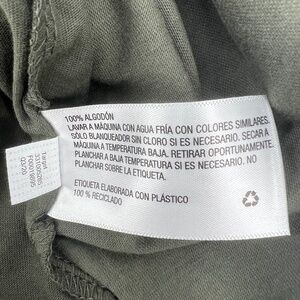 100% ALGODÓN
LAVAR A MÁQUINA CON AGUA FRÍA CON COLORES SIMILARES.
SÓLO BLANQUEADOR SIN CLORO SI ES NECESARIO. SECAR A
MÁQUINA A TEMPERATURA BAJA. RETIRAR OPORTUNAMENTE.
PLANCHAR A BAJA TEMPERATURA SI ES NECESARIO. NO
PLANCHAR SOBRE LA ETIQUETA.
ETIQUETA ELABORADA CON PLÁSTICO
100 % RECICLADO